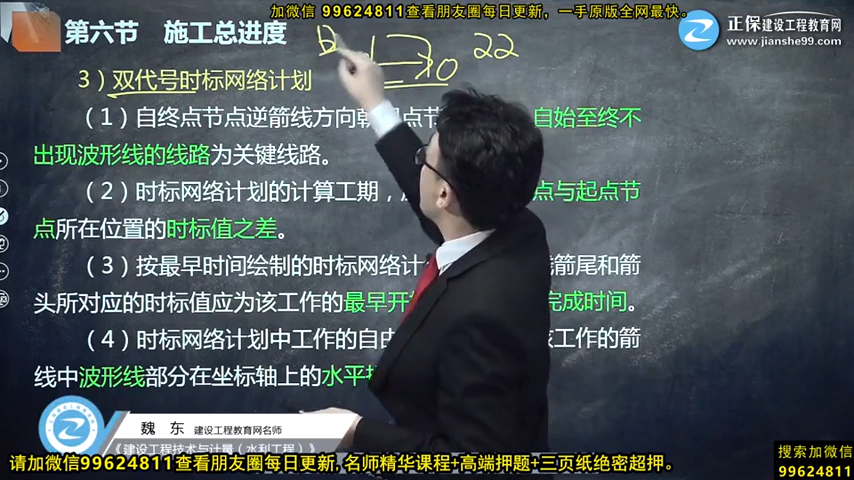 加微信 99624811查看朋友圈每日更新，一手原版全网最快。
正保建设工程教育网
www.jianshe99.com
第六节 施工总进度
12
10
22
3）双代号时标网络计划
（1）自终点节点逆箭线方向朝起点节 自始至终不
出现波形线的线路为关键线路。
（2）时标网络计划的计算工期， 点与起点节
点所在位置的时标值之差。
（3）按最早时间绘制的时标网络计 箭尾和箭
头所对应的时标值应为该工作的最早开 完成时间。
（4）时标网络计划中工作的自由 该工作的箭
线中波形线部分在坐标轴上的水平
魏 东 建设工程教育网名师
《建设工程技术与计量（水利工程）》
请加微信99624811查看朋友圈每日更新，名师精华课程+高端押题+三页纸绝密超押。
搜索加微信
99624811